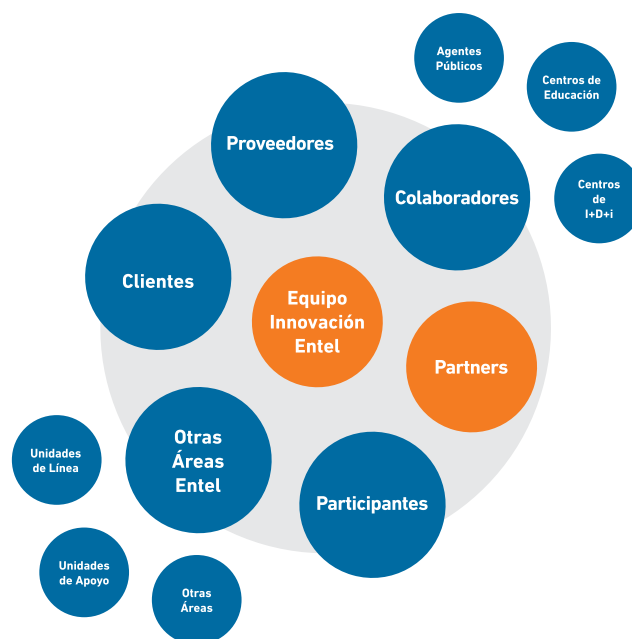 Agentes
Públicos
Centros de
Educación
Proveedores
Colaboradores
Centros
de
I+D+i
Clientes
Equipo
Innovación
Entel
Partners
Otras
Áreas
Entel
Unidades
de Línea
Participantes
Unidades
de Apoyo
Otras
Áreas